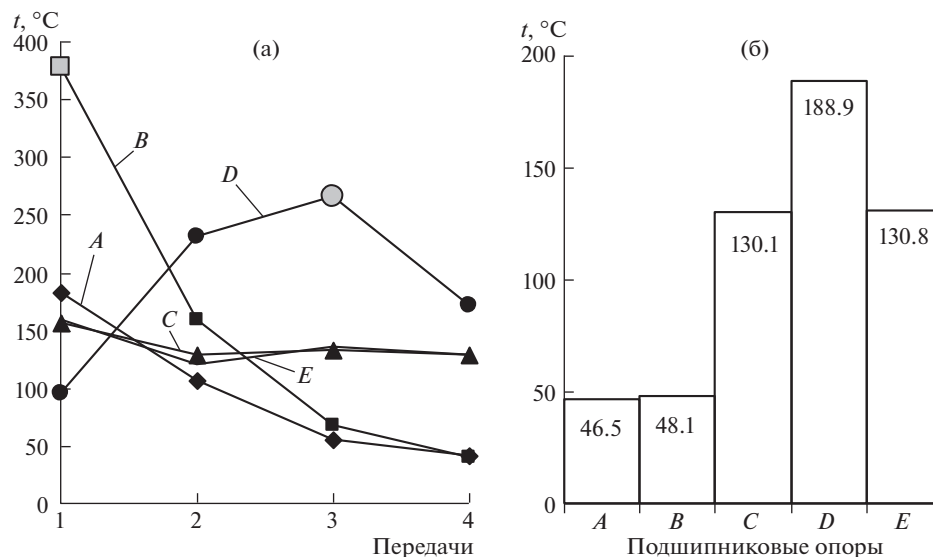 t, °C
(а)
400
350
300
250
200
150
100
50
0
B
D
A
C
E
1
2
3
4
Передачи
t, °C
(б)
200
150
100
50
0
46.5
48.1
130.1
188.9
130.8
A
B
C
D
E
Подшипниковые опоры